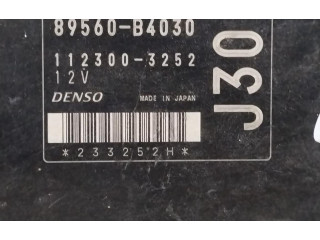 89560-B4030
112300-3252
12V
DENSO MADE IN JAPAN
*233252H*
J30